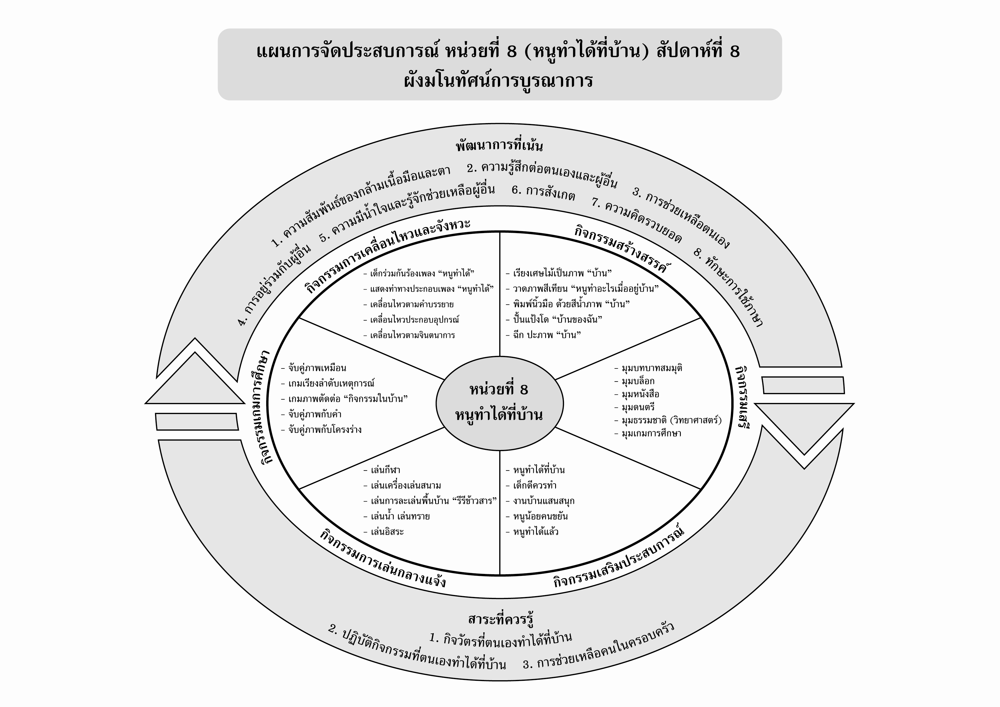 แผนการจัดประสบการณ์ หน่วยที่ 8 (หนูทำได้ที่บ้าน) สัปดาห์ที่ 8
ผังมโนทัศน์การบูรณาการ
พัฒนาการที่เน้น
1. ความสัมพันธ์ของกล้ามเนื้อมือและตา 2. ความรู้สึกต่อตนเองและผู้อื่น 3. การช่วยเหลือตนเอง
4. การอยู่ร่วมกับผู้อื่น 5. ความมีน้ำใจและรู้จักช่วยเหลือผู้อื่น 6. การสังเกต 7. ความคิดรวบยอด 8. ทักษะการใช้ภาษา
กิจกรรมการเคลื่อนไหวและจังหวะ
- เด็กร่วมกันร้องเพลง “หนูทำได้”
- แสดงท่าทางประกอบเพลง “หนูทำได้”
- เคลื่อนไหวตามคำบรรยาย
- เคลื่อนไหวประกอบอุปกรณ์
- เคลื่อนไหวตามจินตนาการ
กิจกรรมสร้างสรรค์
- เรียงเศษไม้เป็นภาพ “บ้าน”
- วาดภาพสีเทียน “หนูทำอะไรเมื่ออยู่บ้าน”
- พิมพ์นิ้วมือ ด้วยสีน้ำภาพ “บ้าน”
- ปั้นแป้งโด “บ้านของฉัน”
- ฉีก ปะภาพ “บ้าน”
กิจกรรมเกมการศึกษา
- จับคู่ภาพเหมือน
- เกมเรียงลำดับเหตุการณ์
- เกมภาพตัดต่อ “กิจกรรมในบ้าน”
- จับคู่ภาพกับคำ
- จับคู่ภาพกับโครงร่าง
หน่วยที่ 8
หนูทำได้ที่บ้าน
กิจกรรมเสรี
- มุมบทบาทสมมุติ
- มุมบล็อก
- มุมหนังสือ
- มุมดนตรี
- มุมธรรมชาติ (วิทยาศาสตร์)
- มุมเกมการศึกษา
- เล่นกีฬา
- เล่นเครื่องเล่นสนาม
- เล่นการละเล่นพื้นบ้าน “รีรีข้าวสาร”
- เล่นน้ำ เล่นทราย
- เล่นอิสระ
กิจกรรมการเล่นกลางแจ้ง
- หนูทำได้ที่บ้าน
- เด็กดีควรทำ
- งานบ้านแสนสนุก
- หนูน้อยคนขยัน
- หนูทำได้แล้ว
กิจกรรมเสริมประสบการณ์
สาระที่ควรรู้
1. กิจวัตรที่ตนเองทำได้ที่บ้าน
2. ปฏิบัติกิจกรรมที่ตนเองทำได้ที่บ้าน 3. การช่วยเหลือคนในครอบครัว